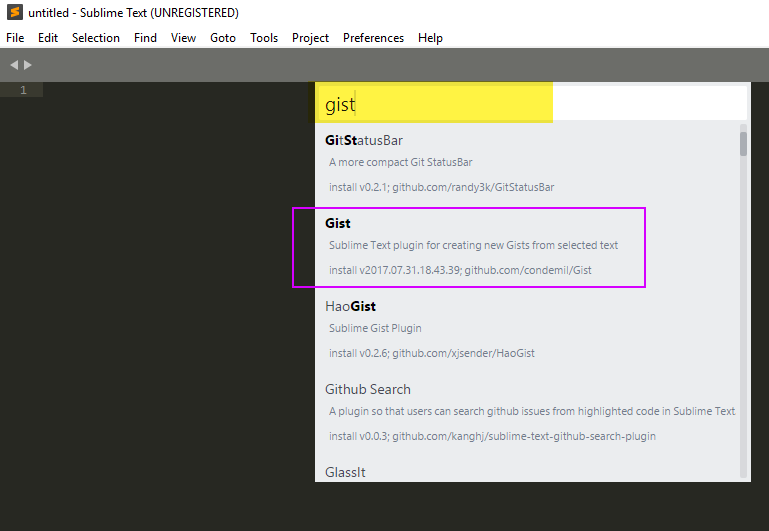 untitled - Sublime Text (UNREGISTERED)
File Edit Selection Find View Goto Tools Project Preferences Help
1
gist
GitStatusBar
A more compact Git StatusBar
install v0.2.1; github.com/randy3k/GitStatusBar
Gist
Sublime Text plugin for creating new Gists from selected text
install v2017.07.31.18.43.39; github.com/condemil/Gist
HaoGist
Sublime Gist Plugin
install v0.2.6; github.com/xjsender/HaoGist
Github Search
A plugin so that users can search github issues from highlighted code in Sublime Text
install v0.0.3; github.com/kanghj/sublime-text-github-search-plugin
GlassIt